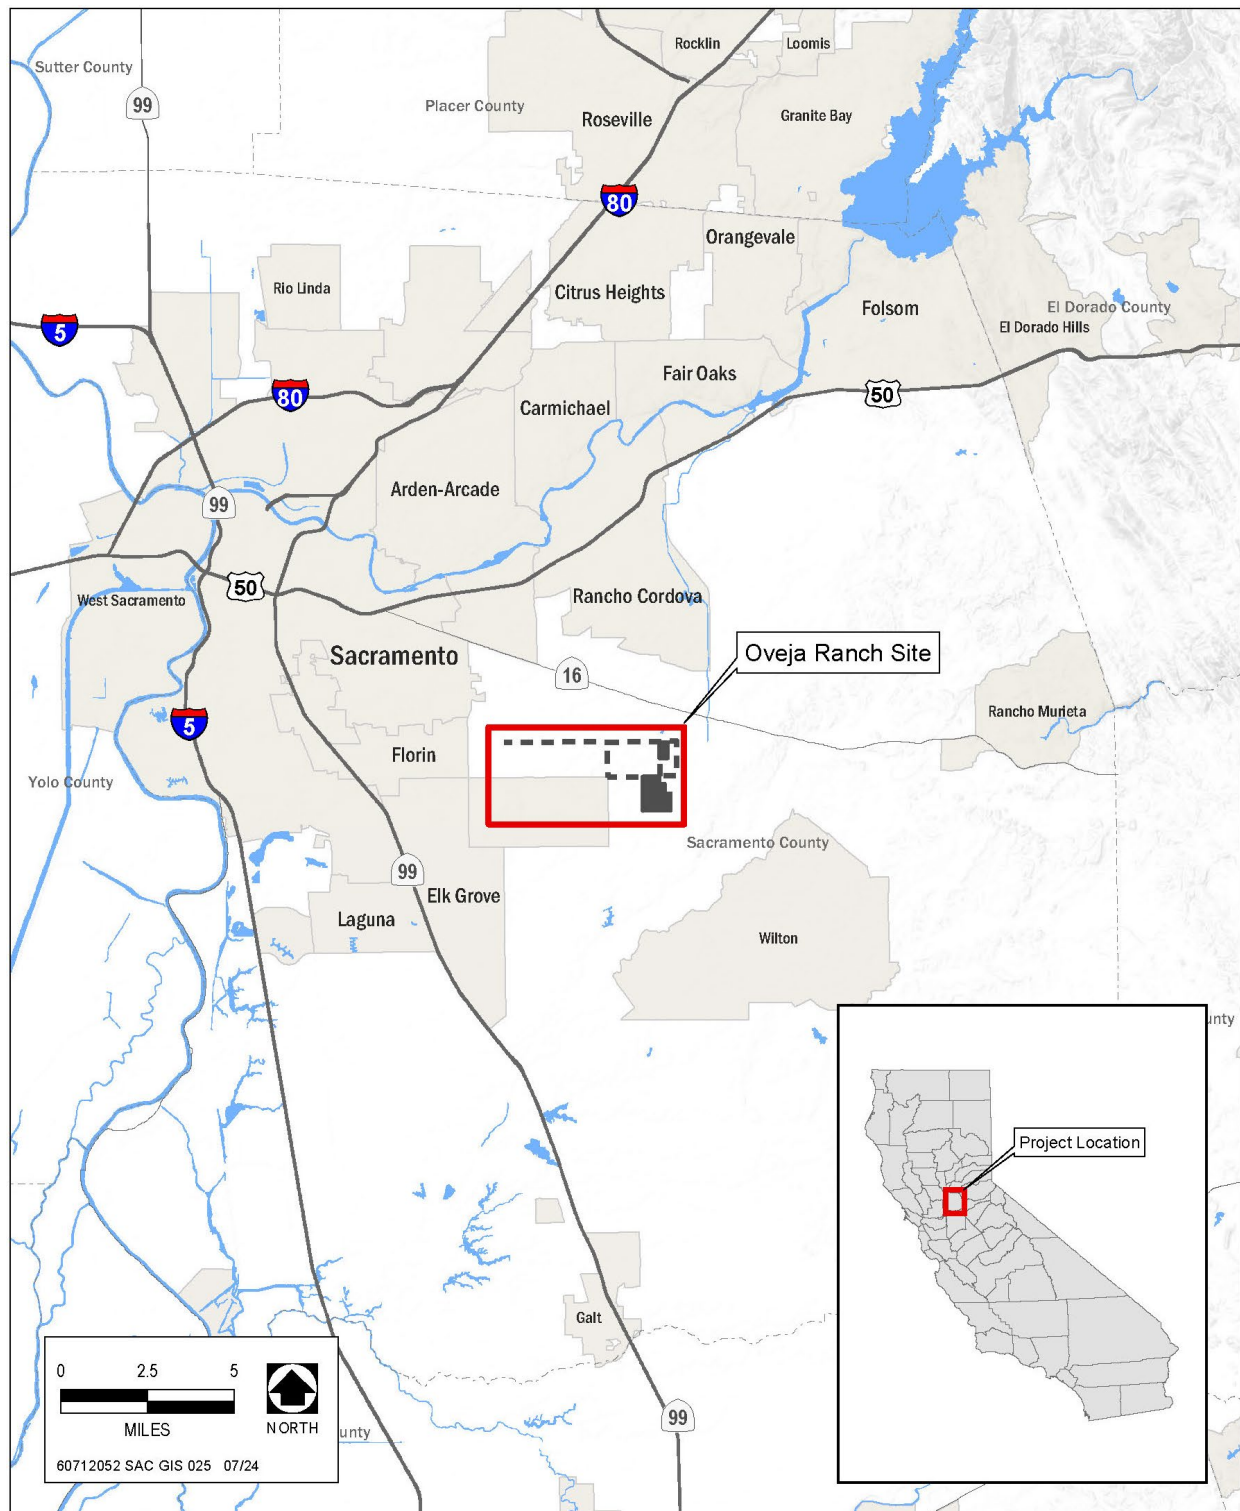 Rocklin
Loomis
Sutter County
99
Placer County
Roseville
Granite Bay
80
Orangevale
Rio Linda
Citrus Heights
Folsom
El Dorado County
El Dorado Hills
5
80
Fair Oaks
50
Carmichael
Arden-Arcade
99
50
West Sacramento
Rancho Cordova
Sacramento
Oveja Ranch Site
16
Rancho Murieta
5
Florin
Yolo County
Sacramento County
99
Elk Grove
Laguna
Wilton
unty
Project Location
Galt
0 2.5 5
MILES
NORTH
unty
99
60712052 SAC GIS 025 07/24